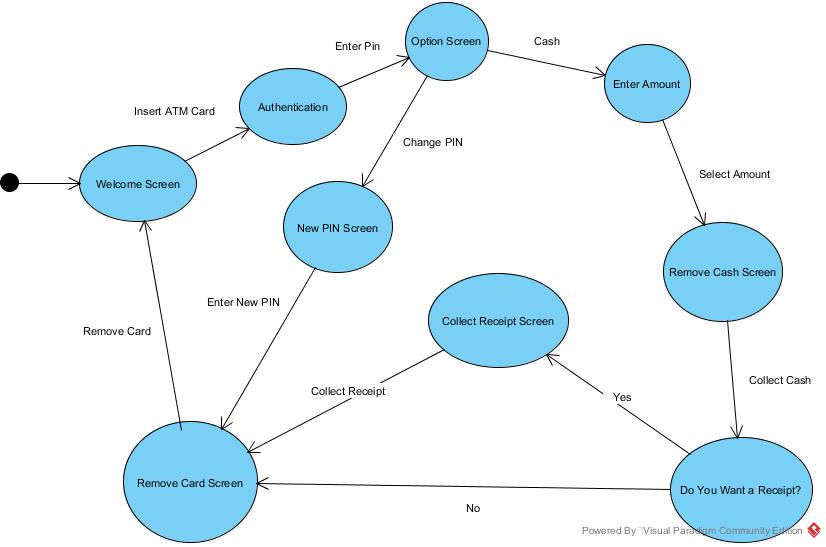 Option Screen
Cash
Enter Pin
Enter Amount
Authentication
Insert ATM Card
Change PIN
Select Amount
Welcome Screen
New PIN Screen
Remove Cash Screen
Enter New PIN
Collect Receipt Screen
Remove Card
Collect Cash
Collect Receipt
Yes
Remove Card Screen
Do You Want a Receipt?
No
Powered By Visual Paradigm Community Edition